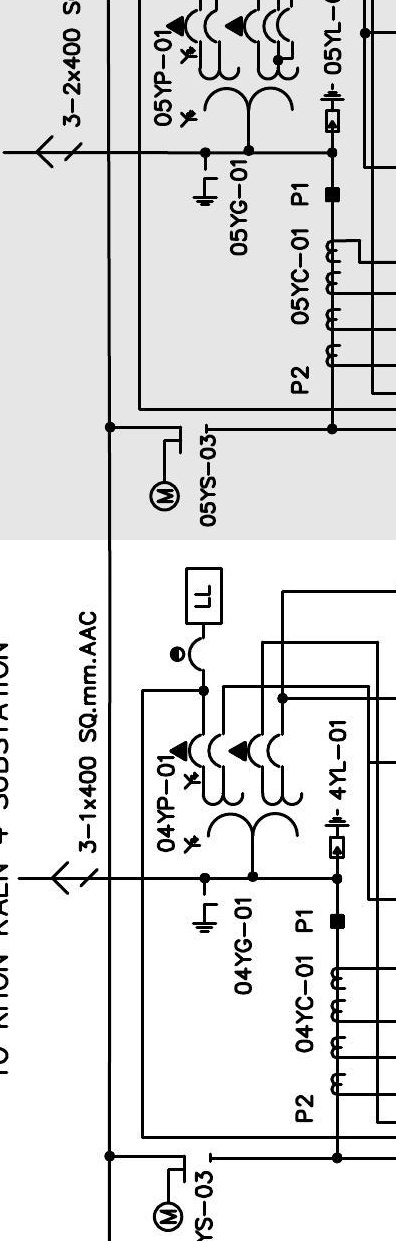 3-2x400 S
05YP-01
05YL-
05YG-01
P1
05YC-01
P2
M
05YS-03
LL
3-1x400 SQ.mm.AAC
04YP-01
4YL-01
04YG-01
P1
04YC-01
P2
M
YS-03
TO KHON KAEN 4 SUBSTATION